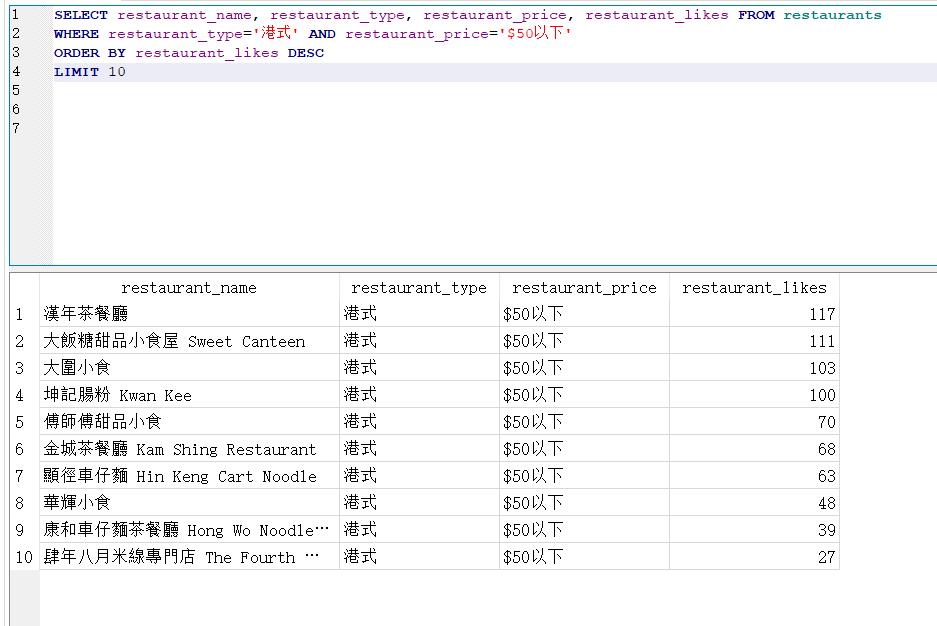 1 SELECT restaurant_name, restaurant_type, restaurant_price, restaurant_likes FROM restaurants
2 WHERE restaurant_type='港式' AND restaurant_price='$50以下'
3 ORDER BY restaurant_likes DESC
4 LIMIT 10
5
6
7
restaurant_name restaurant_type restaurant_price restaurant_likes
1 漢年茶餐廳 港式 $50以下 117
2 大飯糖甜品小食屋 Sweet Canteen 港式 $50以下 111
3 大圍小食 港式 $50以下 103
4 坤記腸粉 Kwan Kee 港式 $50以下 100
5 傅師傅甜品小食 港式 $50以下 70
6 金城茶餐廳 Kam Shing Restaurant 港式 $50以下 68
7 顯徑車仔麵 Hin Keng Cart Noodle 港式 $50以下 63
8 華輝小食 港式 $50以下 48
9 康和車仔麵茶餐廳 Hong Wo Noodle… 港式 $50以下 39
10 肆年八月米線專門店 The Fourth … 港式 $50以下 27